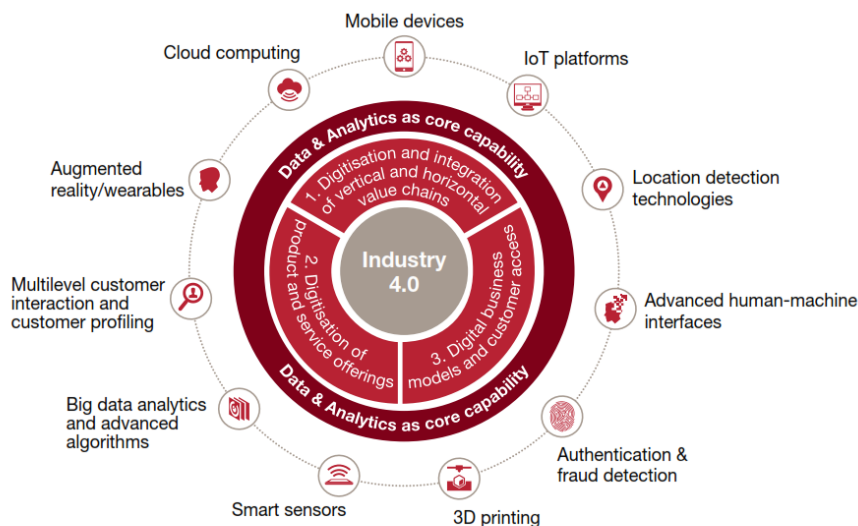 Mobile devices
Cloud computing
IoT platforms
Augmented
reality/wearables
Location detection
technologies
Multilevel customer
interaction and
customer profiling
Advanced human-machine
interfaces
Big data analytics
and advanced
algorithms
Authentication &
fraud detection
Smart sensors
3D printing
Data & Analytics as core capability
1. Digitisation and integration
of vertical and horizontal
value chains
2. Digitisation of
product and service offerings
3. Digital business
models and customer access
Industry
4.0
Data & Analytics as core capability